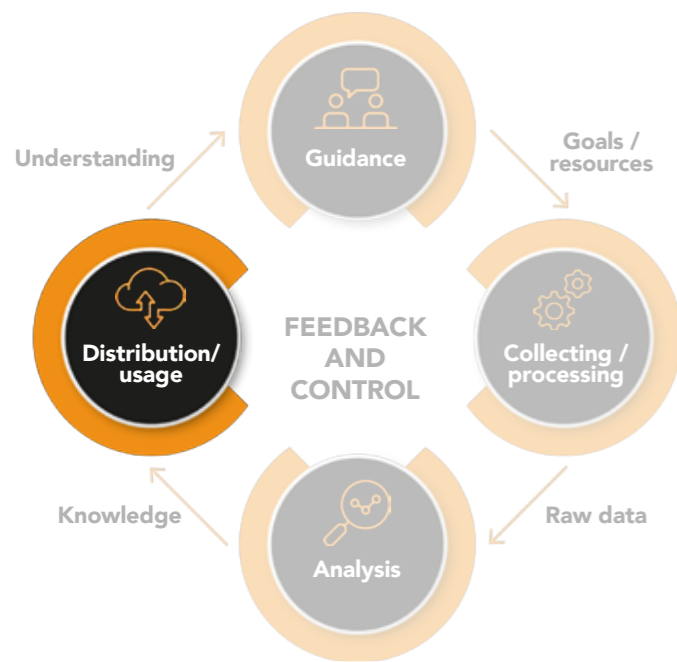 Guidance
Understanding
Goals /
resources
Distribution/
usage
FEEDBACK
AND
CONTROL
Collecting /
processing
Knowledge
Raw data
Analysis